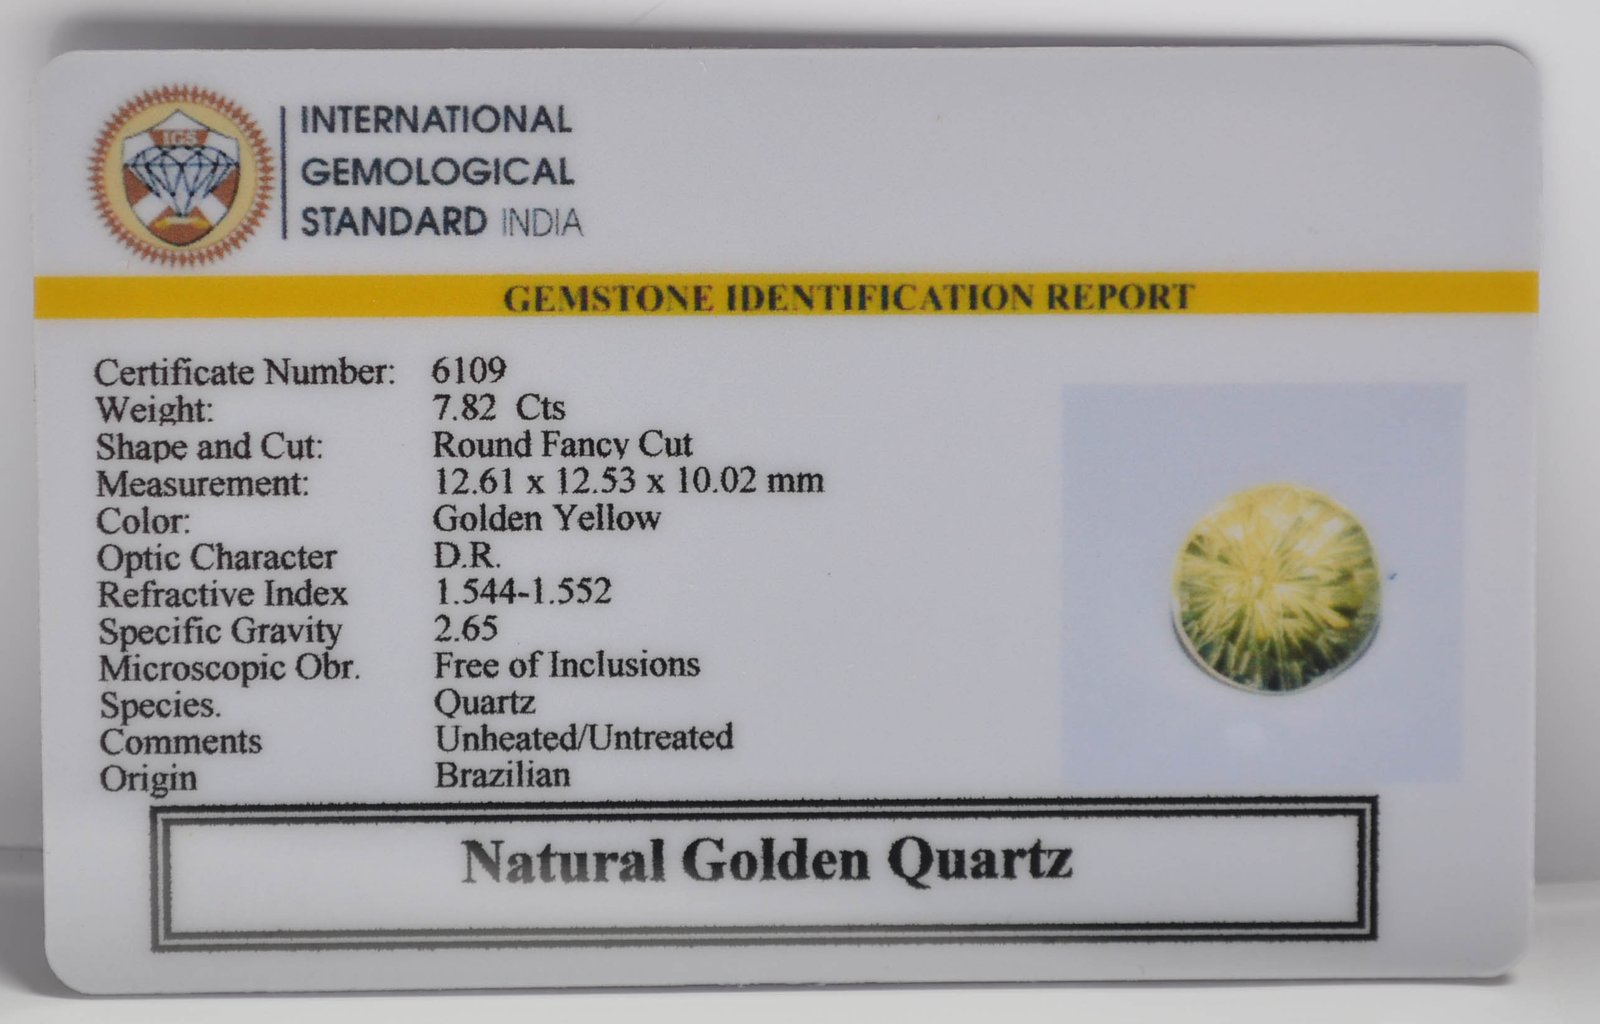 IGS
INTERNATIONAL
GEMOLOGICAL
STANDARD INDIA
GEMSTONE IDENTIFICATION REPORT
Certificate Number: 6109
Weight: 7.82 Cts
Shape and Cut: Round Fancy Cut
Measurement: 12.61 x 12.53 x 10.02 mm
Color: Golden Yellow
Optic Character D.R.
Refractive Index 1.544-1.552
Specific Gravity 2.65
Microscopic Obr. Free of Inclusions
Species. Quartz
Comments Unheated/Untreated
Origin Brazilian
Natural Golden Quartz